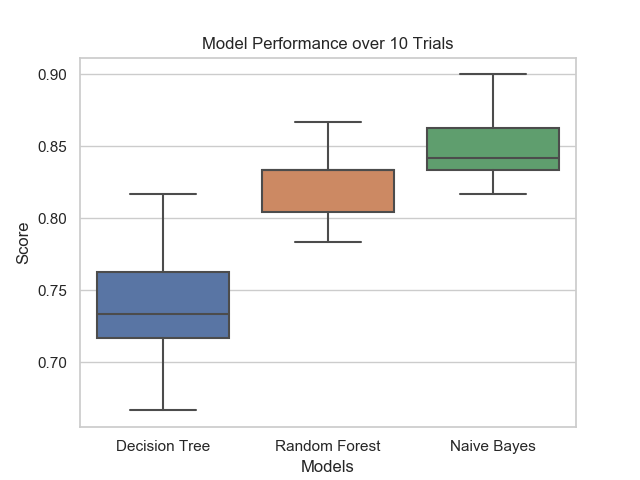 Model Performance over 10 Trials
0.90
0.85
0.80
0.75
0.70
Score
Decision Tree Random Forest Naive Bayes
Models